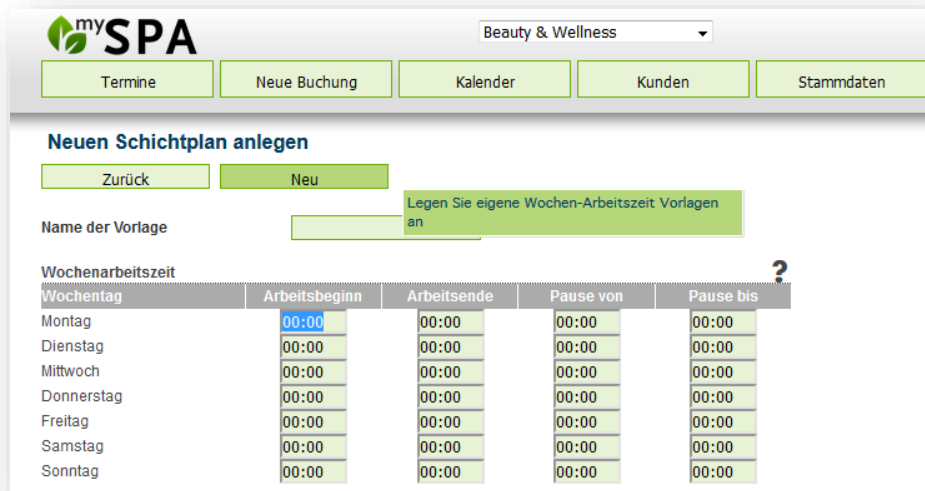 mySPA
Beauty & Wellness
Termine Neue Buchung Kalender Kunden Stammdaten
Neuen Schichtplan anlegen
Zurück Neu
Legen Sie eigene Wochen-Arbeitszeit Vorlagen
an
Name der Vorlage
Wochenarbeitszeit ?
Wochentag Arbeitsbeginn Arbeitsende Pause von Pause bis
Montag 00:00 00:00 00:00 00:00
Dienstag 00:00 00:00 00:00 00:00
Mittwoch 00:00 00:00 00:00 00:00
Donnerstag 00:00 00:00 00:00 00:00
Freitag 00:00 00:00 00:00 00:00
Samstag 00:00 00:00 00:00 00:00
Sonntag 00:00 00:00 00:00 00:00